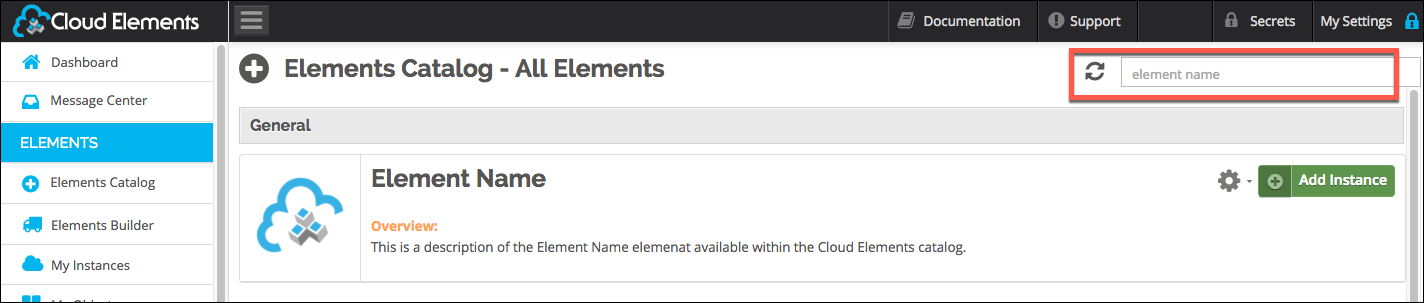 Cloud Elements
Documentation
Support
Secrets
My Settings
Dashboard
Message Center
ELEMENTS
Elements Catalog
Elements Builder
My Instances
Elements Catalog - All Elements
element name
General
Element Name
Add Instance
Overview:
This is a description of the Element Name elemenat available within the Cloud Elements catalog.